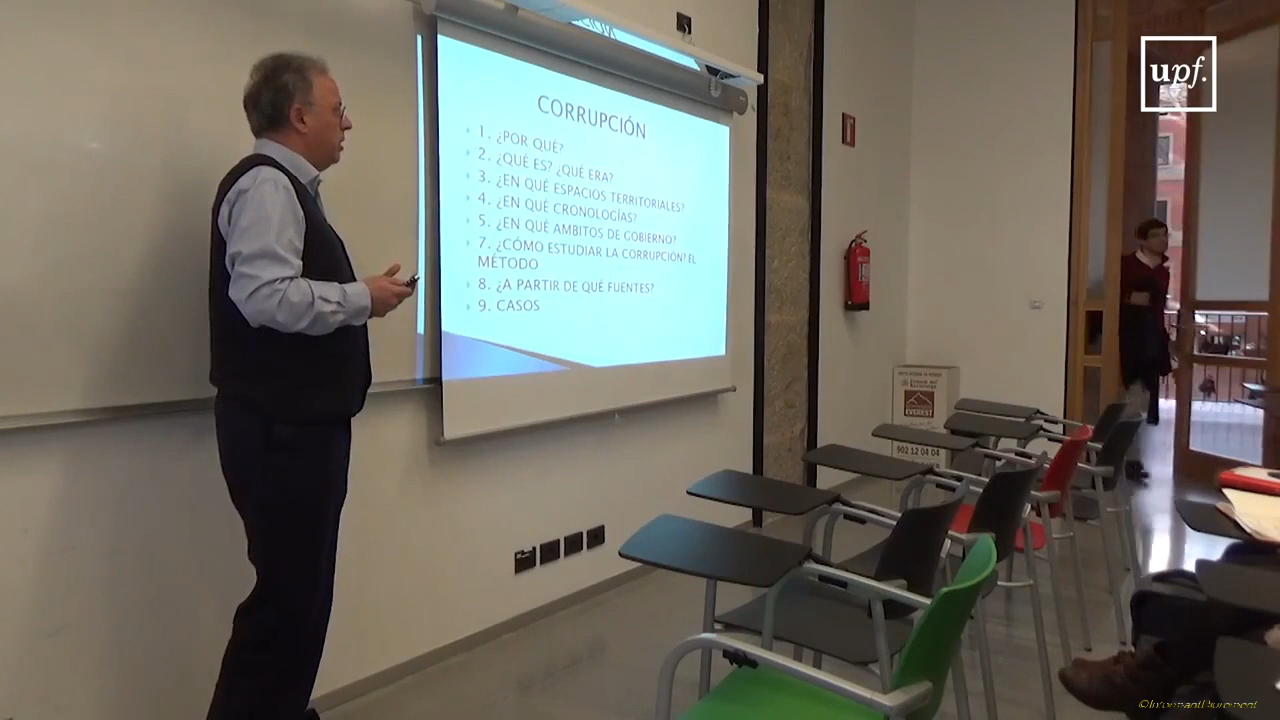 upf.
CORRUPCIÓN
1. ¿POR QUÉ?
2. ¿QUÉ ES? ¿QUÉ ERA?
3. ¿EN QUÉ ESPACIOS TERRITORIALES?
4. ¿EN QUÉ CRONOLOGÍAS?
5. ¿EN QUÉ AMBITOS DE GOBIERNO?
7. ¿CÓMO ESTUDIAR LA CORRUPCIÓN? EL
MÉTODO
8. ¿A PARTIR DE QUÉ FUENTES?
9. CASOS
EVEREST
902 12 04 04